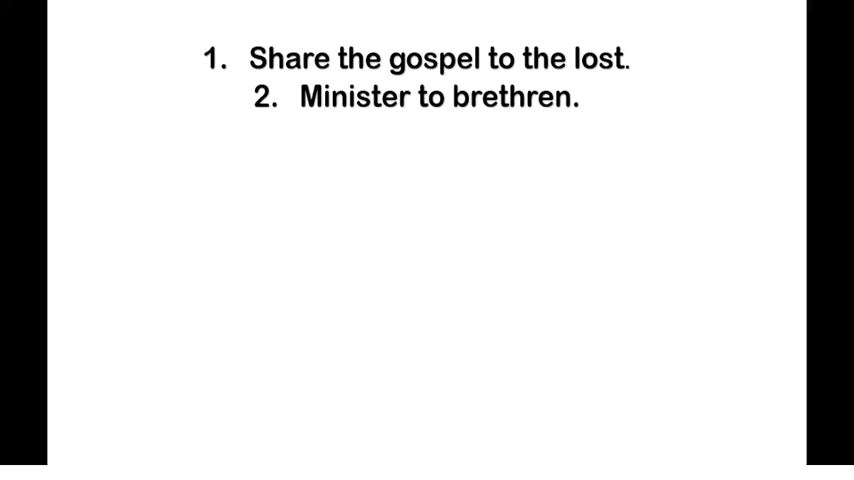 1. Share the gospel to the lost.
2. Minister to brethren.